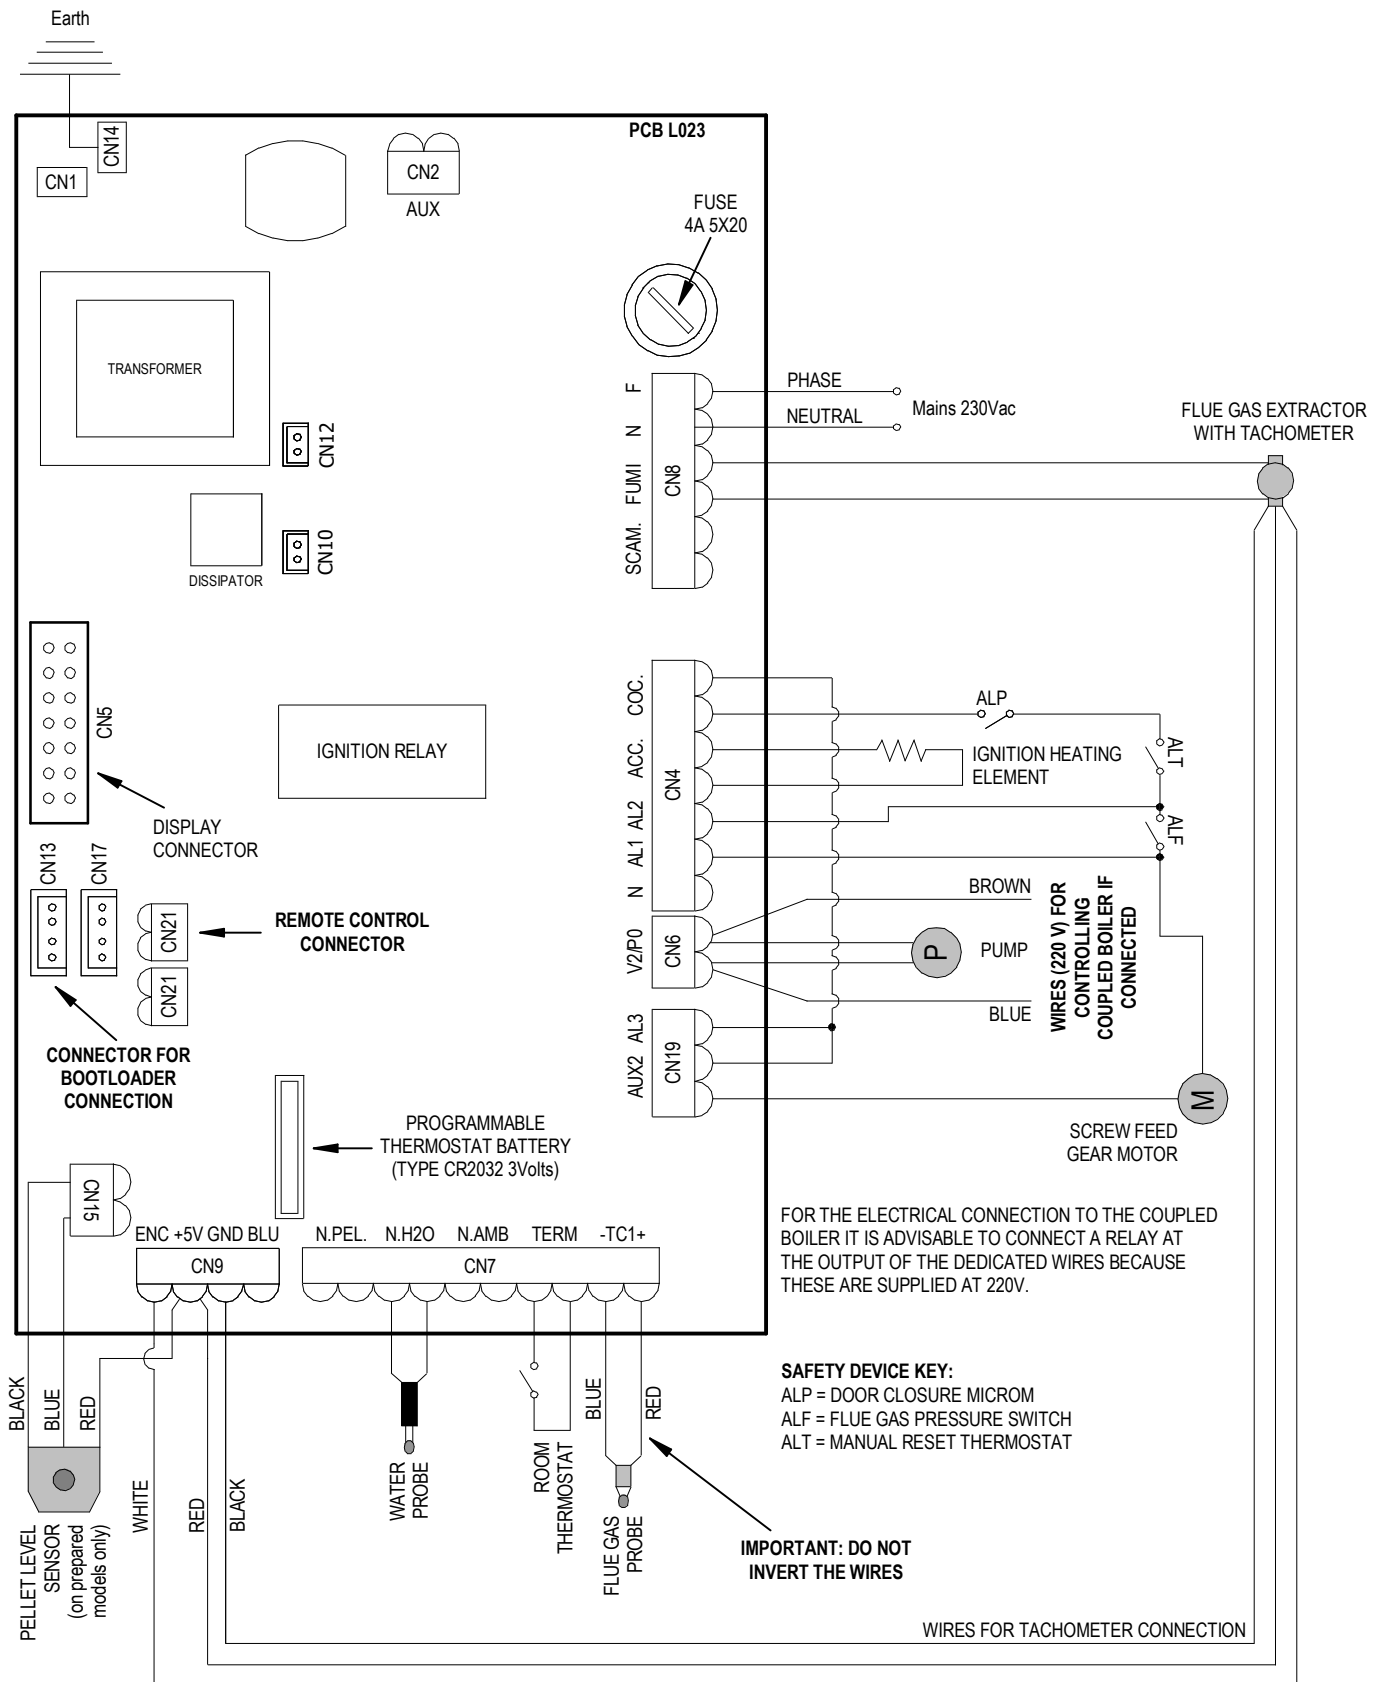 Earth
PCB L023
CN14
CN1
CN2
AUX
FUSE
4A 5X20
TRANSFORMER
CN12
DISSIPATOR
CN10
F
N
FUMI
SCAM.
CN8
PHASE
NEUTRAL
Mains 230Vac
FLUE GAS EXTRACTOR
WITH TACHOMETER
CN5
IGNITION RELAY
DISPLAY
CONNECTOR
COC.
ACC.
AL2
AL1
N
CN4
ALP
ALT
IGNITION HEATING
ELEMENT
ALF
CN13
CN17
CN21
REMOTE CONTROL
CONNECTOR
CN21
CONNECTOR FOR
BOOTLOADER
CONNECTION
V2/P0
CN6
BROWN
P
PUMP
BLUE
WIRES (220 V) FOR
CONTROLLING
COUPLED BOILER IF
CONNECTED
AL3
AUX2
CN19
M
SCREW FEED
GEAR MOTOR
PROGRAMMABLE
THERMOSTAT BATTERY
(TYPE CR2032 3Volts)
CN15
ENC +5V GND BLU
CN9
N.PEL. N.H2O N.AMB TERM -TC1+
CN7
FOR THE ELECTRICAL CONNECTION TO THE COUPLED
BOILER IT IS ADVISABLE TO CONNECT A RELAY AT
THE OUTPUT OF THE DEDICATED WIRES BECAUSE
THESE ARE SUPPLIED AT 220V.
SAFETY DEVICE KEY:
ALP = DOOR CLOSURE MICROM
ALF = FLUE GAS PRESSURE SWITCH
ALT = MANUAL RESET THERMOSTAT
BLACK
BLUE
RED
PELLET LEVEL
SENSOR
(on prepared
models only)
WHITE
RED
BLACK
WATER
PROBE
ROOM
THERMOSTAT
BLUE
RED
FLUE GAS
PROBE
IMPORTANT: DO NOT
INVERT THE WIRES
WIRES FOR TACHOMETER CONNECTION